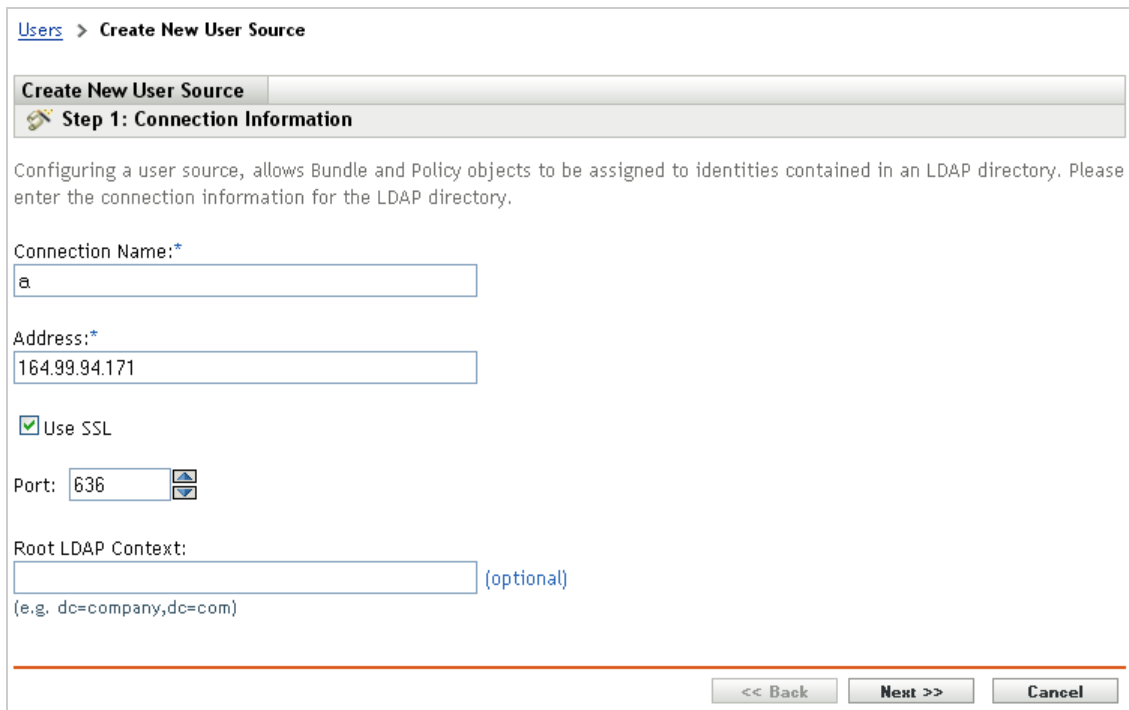 Users > Create New User Source
Create New User Source
Step 1: Connection Information
Configuring a user source, allows Bundle and Policy objects to be assigned to identities contained in an LDAP directory. Please
enter the connection information for the LDAP directory.
Connection Name:*
a
Address:*
164.99.94.171
Use SSL
Port: 636
Root LDAP Context:
(optional)
(e.g. dc=company,dc=com)
<< Back Next >> Cancel